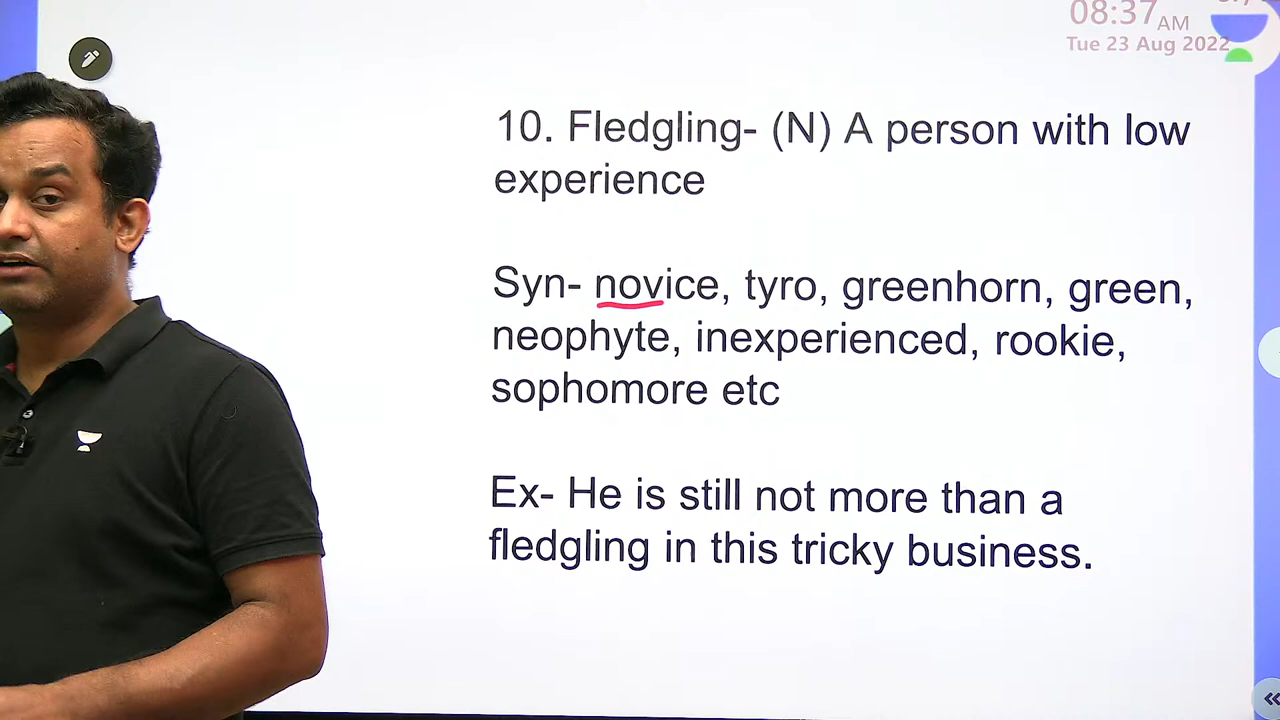 08:37 AM
Tue 23 Aug 2022
10. Fledgling- (N) A person with low
experience
Syn- novice, tyro, greenhorn, green,
neophyte, inexperienced, rookie,
sophomore etc
Ex- He is still not more than a
fledgling in this tricky business.